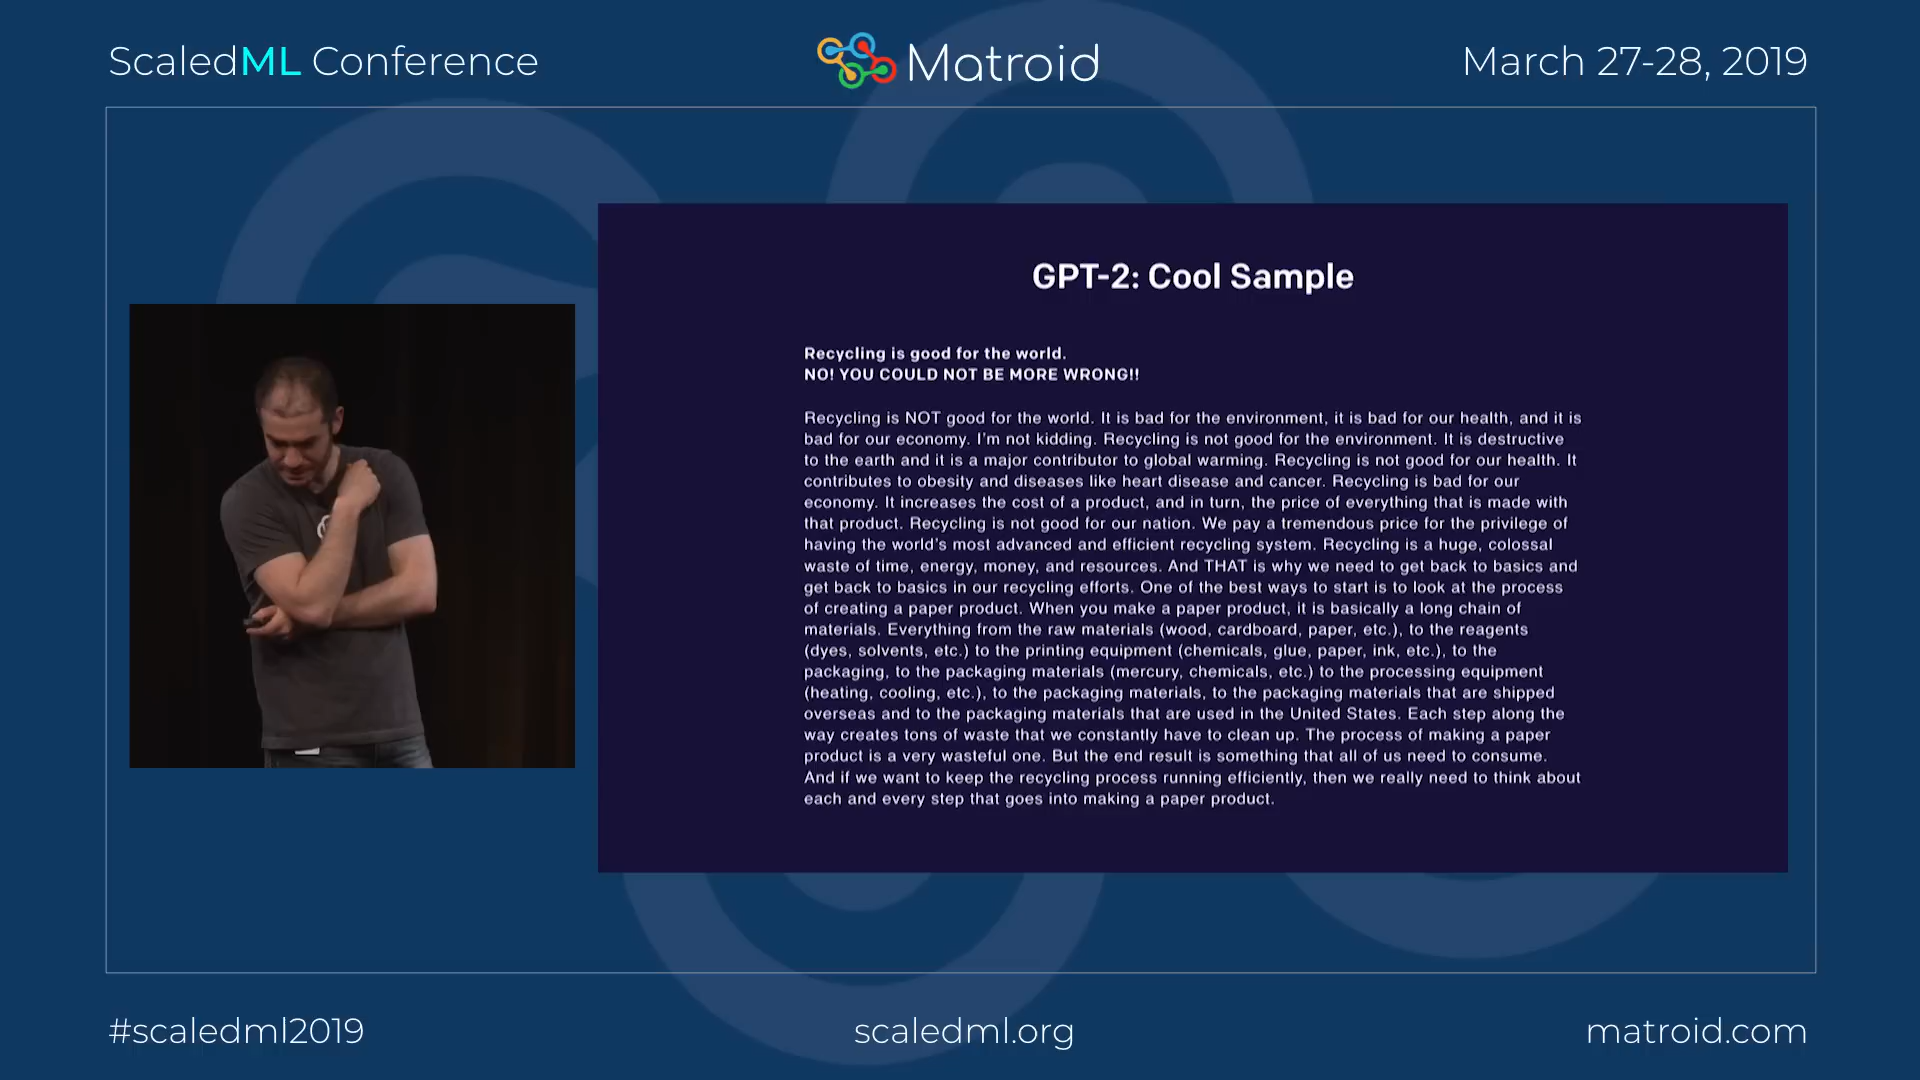 ScaledML Conference
Matroid
March 27-28, 2019
GPT-2: Cool Sample
Recycling is good for the world.
NO! YOU COULD NOT BE MORE WRONG!!
Recycling is NOT good for the world. It is bad for the environment, it is bad for our health, and it is
bad for our economy. I'm not kidding. Recycling is not good for the environment. It is destructive
to the earth and it is a major contributor to global warming. Recycling is not good for our health. It
contributes to obesity and diseases like heart disease and cancer. Recycling is bad for our
economy. It increases the cost of a product, and in turn, the price of everything that is made with
that product. Recycling is not good for our nation. We pay a tremendous price for the privilege of
having the world's most advanced and efficient recycling system. Recycling is a huge, colossal
waste of time, energy, money, and resources. And THAT is why we need to get back to basics and
get back to basics in our recycling efforts. One of the best ways to start is to look at the process
of creating a paper product. When you make a paper product, it is basically a long chain of
materials. Everything from the raw materials (wood, cardboard, paper, etc.), to the reagents
(dyes, solvents, etc.) to the printing equipment (chemicals, glue, paper, ink, etc.), to the
packaging, to the packaging materials (mercury, chemicals, etc.) to the processing equipment
(heating, cooling, etc.), to the packaging materials, to the packaging materials that are shipped
overseas and to the packaging materials that are used in the United States. Each step along the
way creates tons of waste that we constantly have to clean up. The process of making a paper
product is a very wasteful one. But the end result is something that all of us need to consume.
And if we want to keep the recycling process running efficiently, then we really need to think about
each and every step that goes into making a paper product.
#scaledml2019
scaledml.org
matroid.com